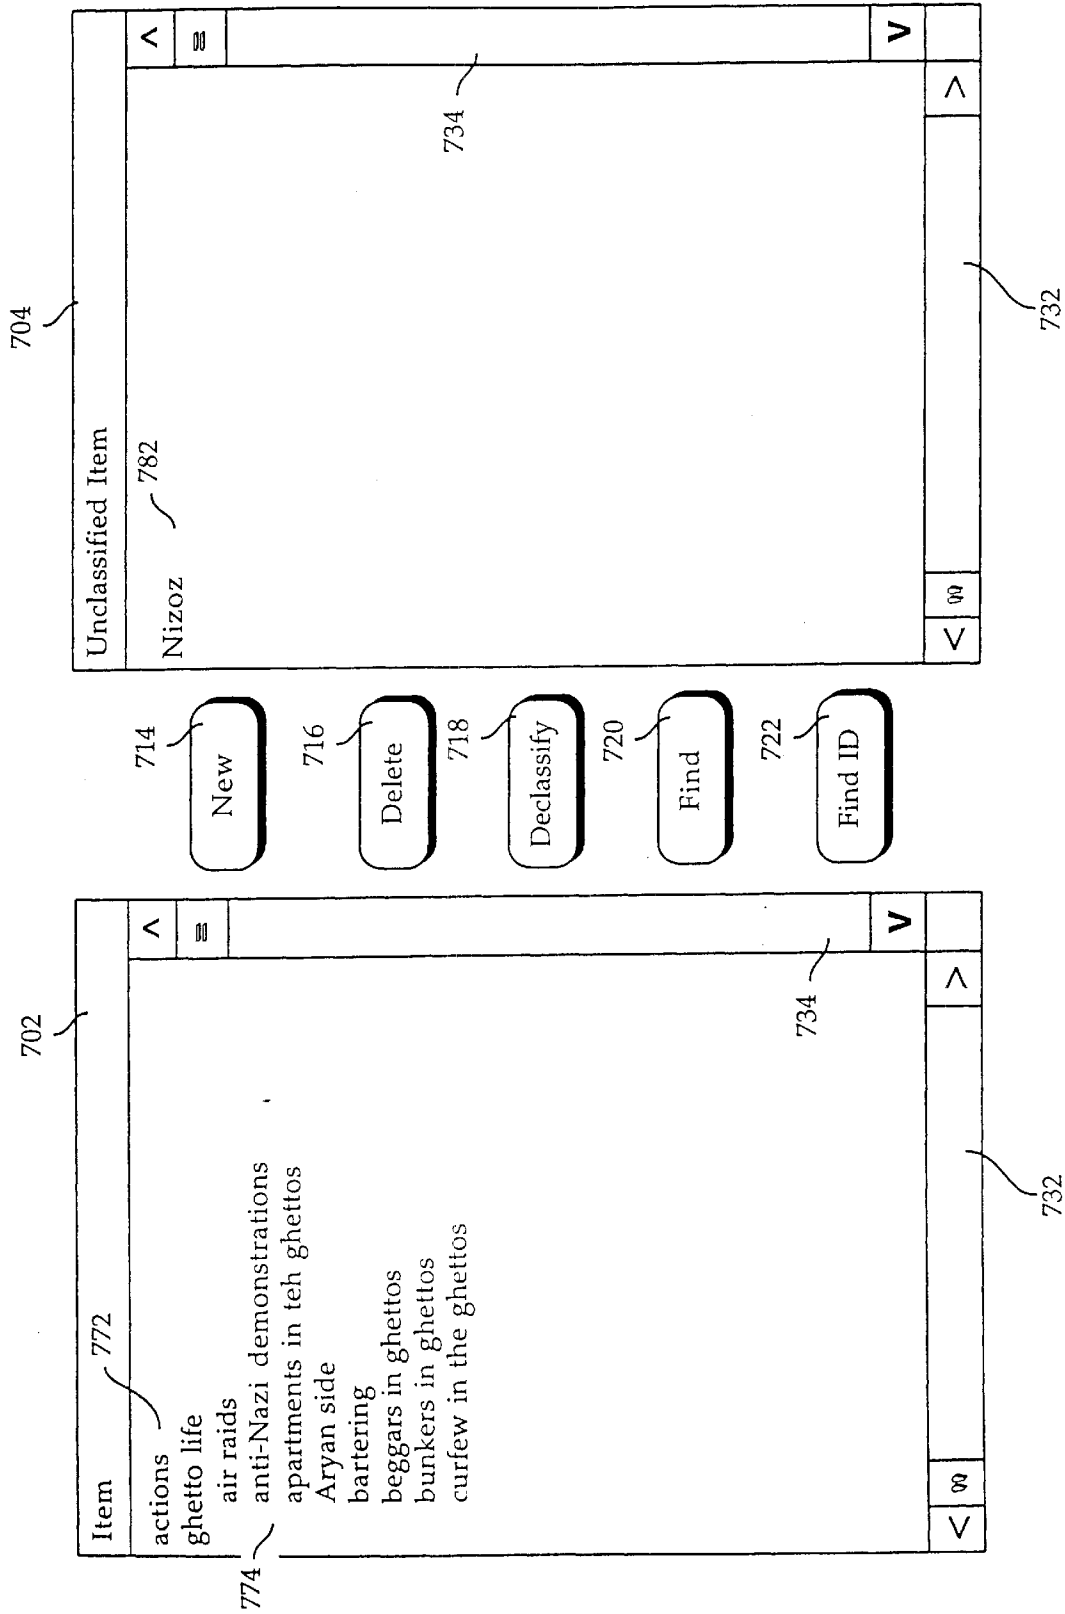 702
Item
772
actions
ghetto life
air raids
anti-Nazi demonstrations
apartments in teh ghettos
Aryan side
bartering
beggars in ghettos
bunkers in ghettos
curfew in the ghettos
774
734
732
714
New
716
Delete
718
Declassify
720
Find
722
Find ID
704
Unclassified Item
782
Nizoz
734
732